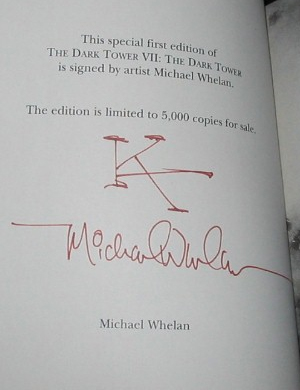 This special first edition of
THE DARK TOWER VII: THE DARK TOWER
is signed by artist Michael Whelan.
The edition is limited to 5,000 copies for sale.
K
Michael Whelan
Michael Whelan